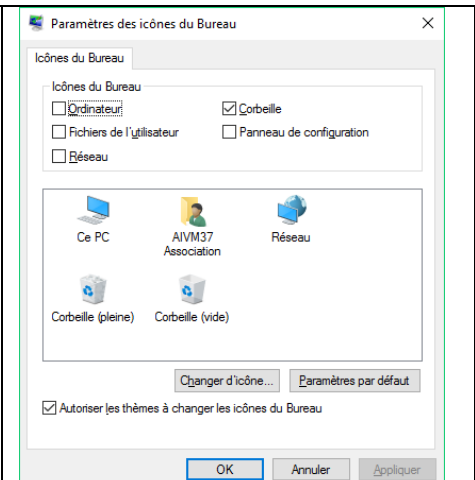 Paramètres des icônes du Bureau
Icônes du Bureau
Icônes du Bureau
Ordinateur Corbeille
Fichiers de l'utilisateur Panneau de configuration
Réseau
Ce PC AIVM37 Association Réseau
Corbeille (pleine) Corbeille (vide)
Changer d'icône... Paramètres par défaut
Autoriser les thèmes à changer les icônes du Bureau
OK Annuler Appliquer